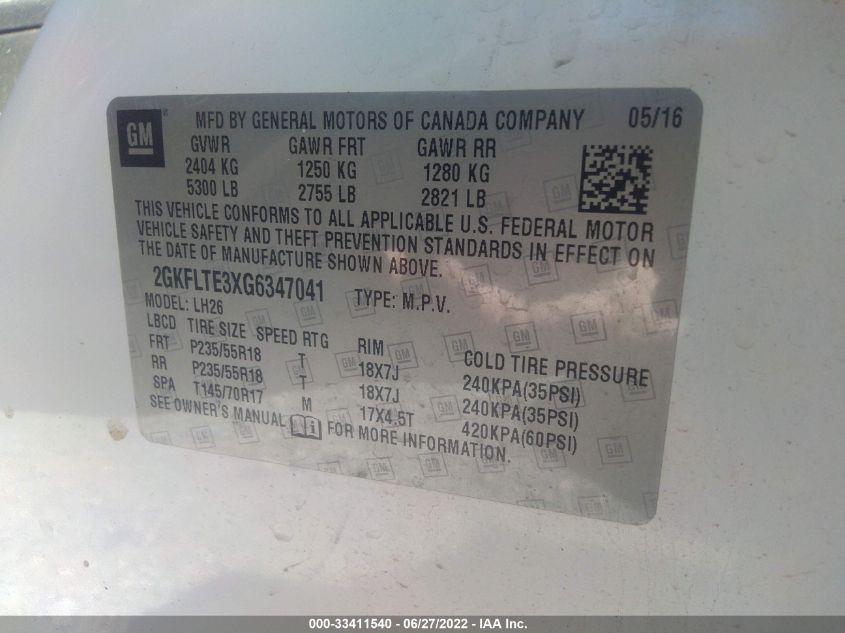 GM MFD BY GENERAL MOTORS OF CANADA COMPANY 05/16
GVWR GAWR FRT GAWR RR
2404 KG 1250 KG 1280 KG
5300 LB 2755 LB 2821 LB
THIS VEHICLE CONFORMS TO ALL APPLICABLE U.S. FEDERAL MOTOR
VEHICLE SAFETY AND THEFT PREVENTION STANDARDS IN EFFECT ON
THE DATE OF MANUFACTURE SHOWN ABOVE.
2GKFLTE3XG6347041 TYPE: M.P.V.
MODEL: LH26
LBCD TIRE SIZE SPEED RTG RIM COLD TIRE PRESSURE
FRT P235/55R18 T 18X7J 240KPA(35PSI)
RR P235/55R18 T 18X7J 240KPA(35PSI)
SPA T145/70R17 M 17X4.5T 420KPA(60PSI)
SEE OWNER'S MANUAL FOR MORE INFORMATION.
000-33411540 - 06/27/2022 - IAA Inc.